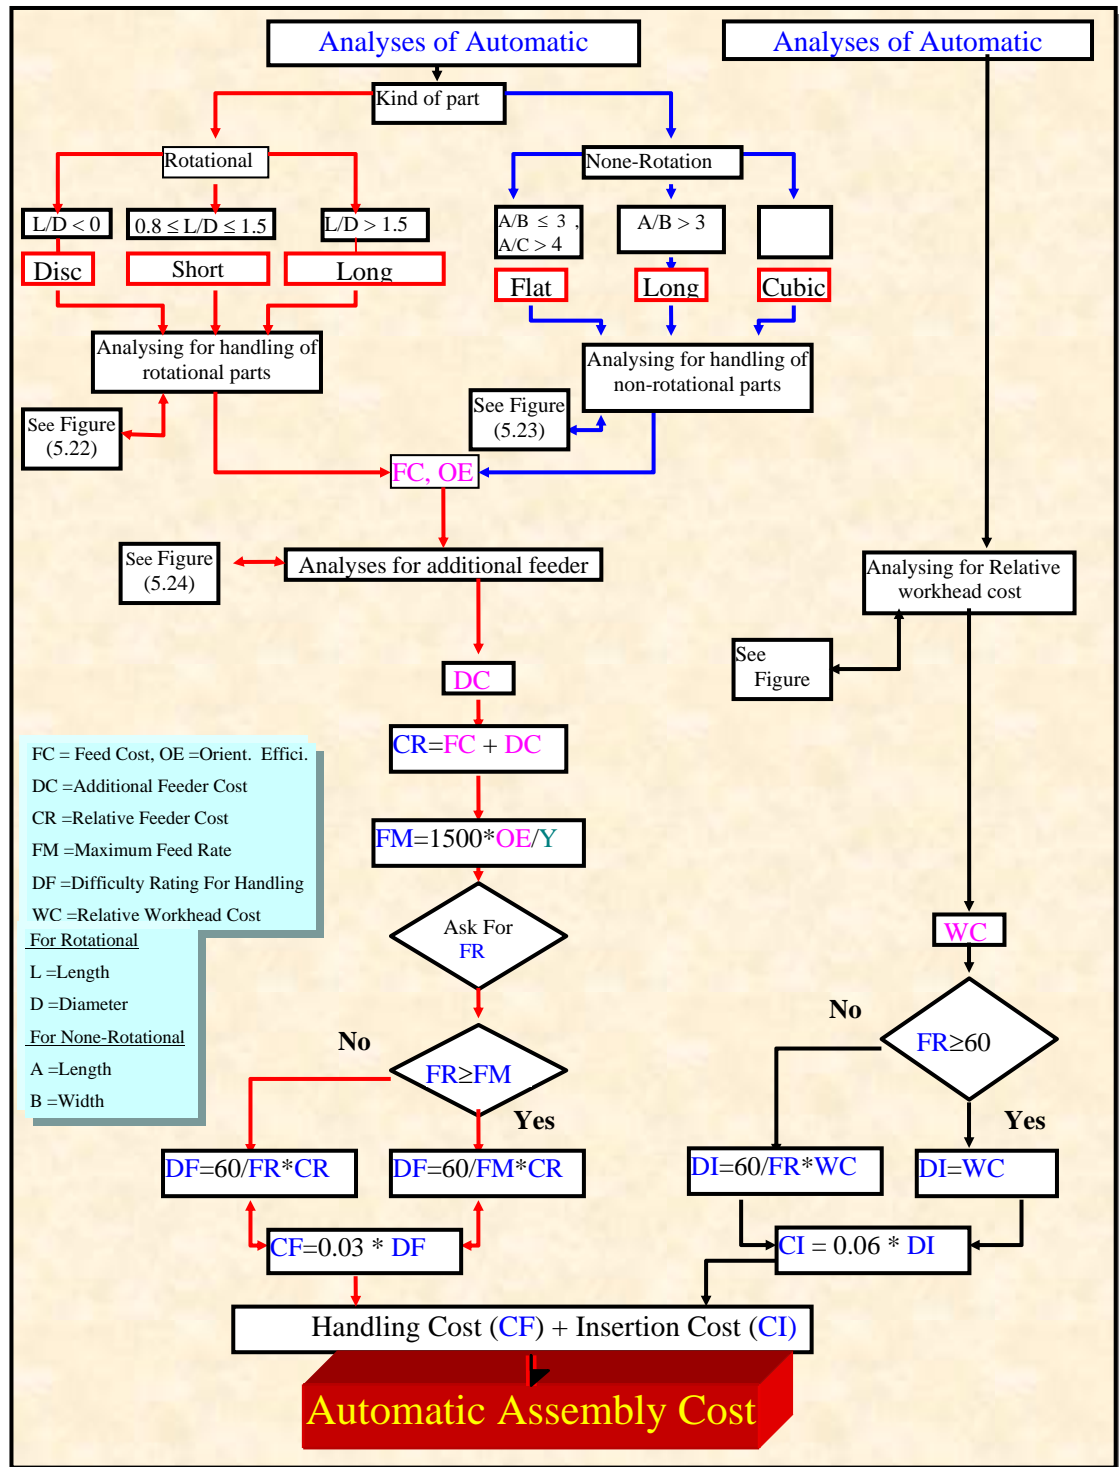 Analyses of Automatic
Analyses of Automatic
Kind of part
Rotational
None-Rotation
L/D < 0
0.8 ≤ L/D ≤ 1.5
L/D > 1.5
A/B ≤ 3 ,
A/C > 4
A/B > 3
Disc
Short
Long
Flat
Long
Cubic
Analysing for handling of
rotational parts
Analysing for handling of
non-rotational parts
See Figure
(5.22)
See Figure
(5.23)
FC, OE
See Figure
(5.24)
Analyses for additional feeder
Analysing for Relative
workhead cost
See
Figure
DC
CR=FC + DC
FM=1500*OE/Y
Ask For
FR
WC
FC = Feed Cost, OE =Orient. Effici.
DC =Additional Feeder Cost
CR =Relative Feeder Cost
FM =Maximum Feed Rate
DF =Difficulty Rating For Handling
WC =Relative Workhead Cost
For Rotational
L =Length
D =Diameter
For None-Rotational
A =Length
B =Width
No
FR≥FM
Yes
No
FR≥60
Yes
DF=60/FR*CR
DF=60/FM*CR
DI=60/FR*WC
DI=WC
CF=0.03 * DF
CI = 0.06 * DI
Handling Cost (CF) + Insertion Cost (CI)
Automatic Assembly Cost